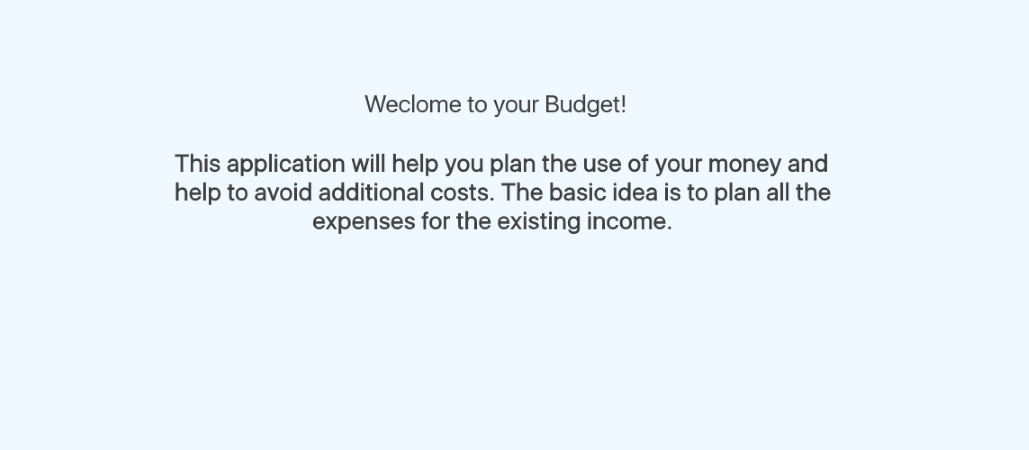 Weclome to your Budget!
This application will help you plan the use of your money and
help to avoid additional costs. The basic idea is to plan all the
expenses for the existing income.